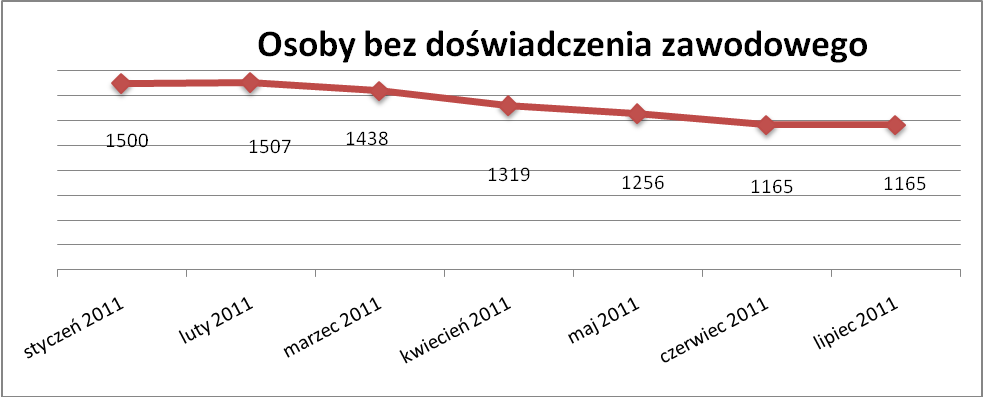 Osoby bez doświadczenia zawodowego
1500
1507
1438
1319
1256
1165
1165
styczeń 2011
luty 2011
marzec 2011
kwiecień 2011
maj 2011
czerwiec 2011
lipiec 2011